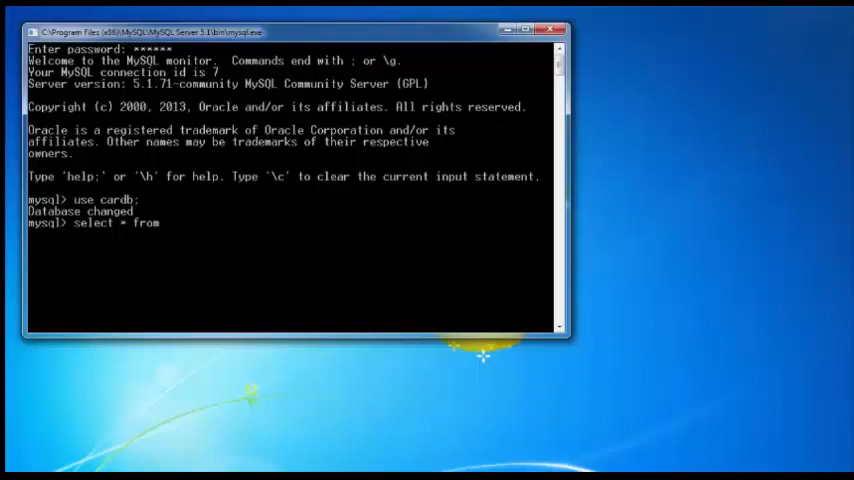 C:\Program Files (x86)\MySQL\MySQL Server 5.1\bin\mysql.exe
Enter password: ******
Welcome to the MySQL monitor.  Commands end with ; or \g.
Your MySQL connection id is 7
Server version: 5.1.71-community MySQL Community Server (GPL)
Copyright (c) 2000, 2013, Oracle and/or its affiliates. All rights reserved.
Oracle is a registered trademark of Oracle Corporation and/or its
affiliates. Other names may be trademarks of their respective
owners.
Type 'help;' or '\h' for help. Type '\c' to clear the current input statement.
mysql> use cardb;
Database changed
mysql> select * from